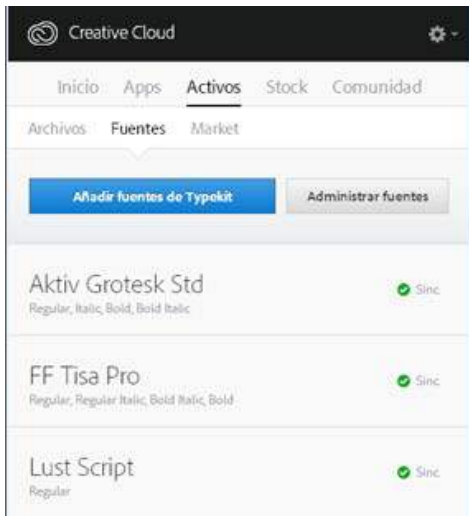 Creative Cloud
Inicio Apps Activos Stock Comunidad
Archivos Fuentes Market
Añadir fuentes de Typekit Administrar fuentes
Aktiv Grotesk Std Sinc.
Regular, Italic, Bold, Bold Italic
FF Tisa Pro Sinc.
Regular, Regular Italic, Bold Italic, Bold
Lust Script Sinc.
Regular